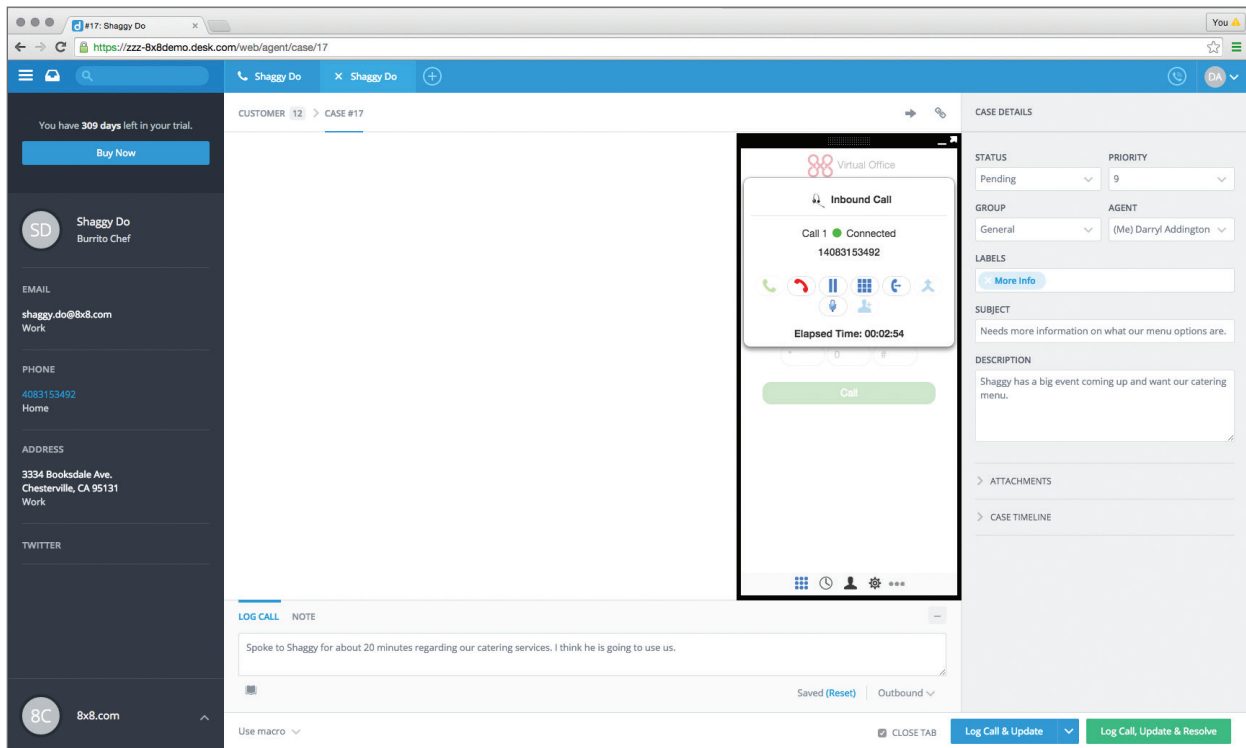 #17: Shaggy Do
You
https://zzz-8x8demo.desk.com/web/agent/case/17
Shaggy Do
Shaggy Do
DA
You have 309 days left in your trial.
Buy Now
SD
Shaggy Do
Burrito Chef
EMAIL
shaggy.do@8x8.com
Work
PHONE
4083153492
Home
ADDRESS
3334 Booksdale Ave.
Chesterville, CA 95131
Work
TWITTER
8C
8x8.com
CUSTOMER 12 > CASE #17
Virtual Office
Inbound Call
Call 1 Connected
14083153492
Elapsed Time: 00:02:54
* 0 #
Call
LOG CALL NOTE
Spoke to Shaggy for about 20 minutes regarding our catering services. I think he is going to use us.
Saved (Reset) Outbound
Use macro
CLOSE TAB
Log Call & Update
Log Call, Update & Resolve
CASE DETAILS
STATUS PRIORITY
Pending 9
GROUP AGENT
General (Me) Darryl Addington
LABELS
More Info
SUBJECT
Needs more information on what our menu options are.
DESCRIPTION
Shaggy has a big event coming up and want our catering
menu.
ATTACHMENTS
CASE TIMELINE